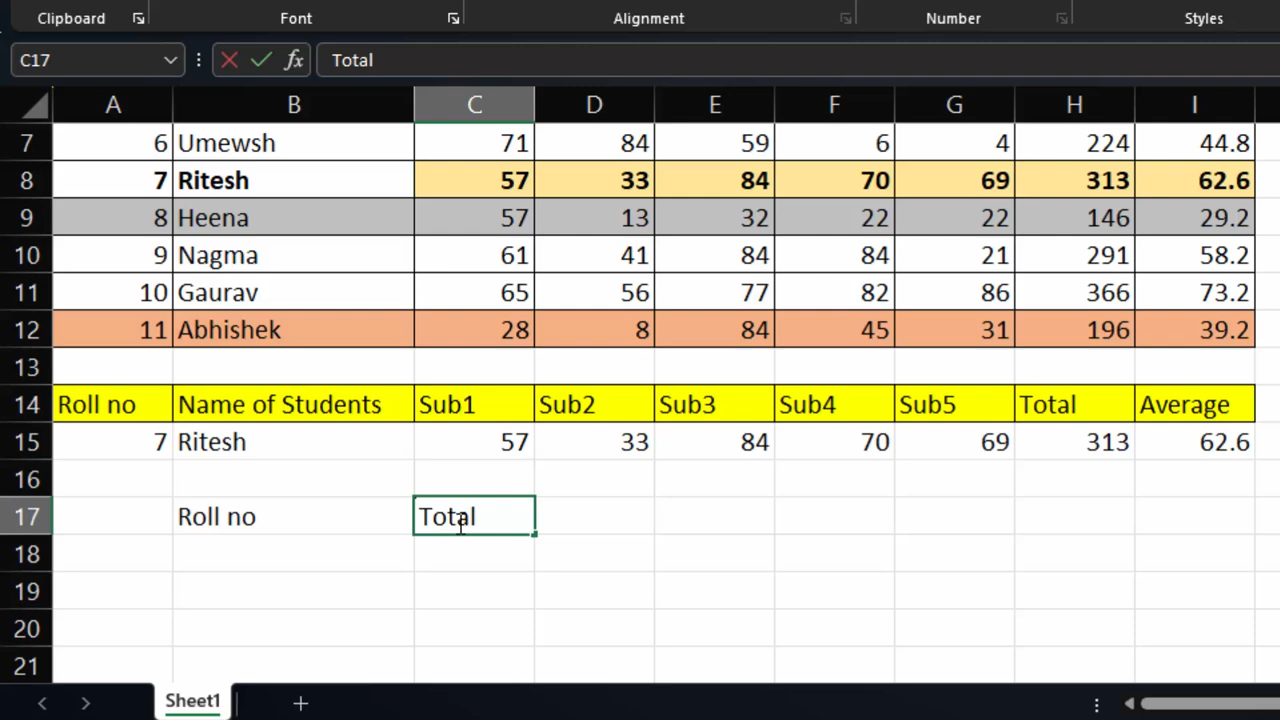 Clipboard Font Alignment Number Styles
C17 fx Total
A B C D E F G H I
7 6 Umewsh 71 84 59 6 4 224 44.8
8 7 Ritesh 57 33 84 70 69 313 62.6
9 8 Heena 57 13 32 22 22 146 29.2
10 9 Nagma 61 41 84 84 21 291 58.2
11 10 Gaurav 65 56 77 82 86 366 73.2
12 11 Abhishek 28 8 84 45 31 196 39.2
13
14 Roll no Name of Students Sub1 Sub2 Sub3 Sub4 Sub5 Total Average
15 7 Ritesh 57 33 84 70 69 313 62.6
16
17 Roll no Total
18
19
20
21
Sheet1